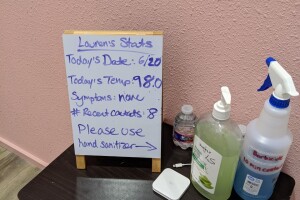 Lauren's Stats
Today's Date: 6/20
Today's Temp: 98.0
Symptoms: none
# Recent contacts: 8
Please use
hand sanitizer →